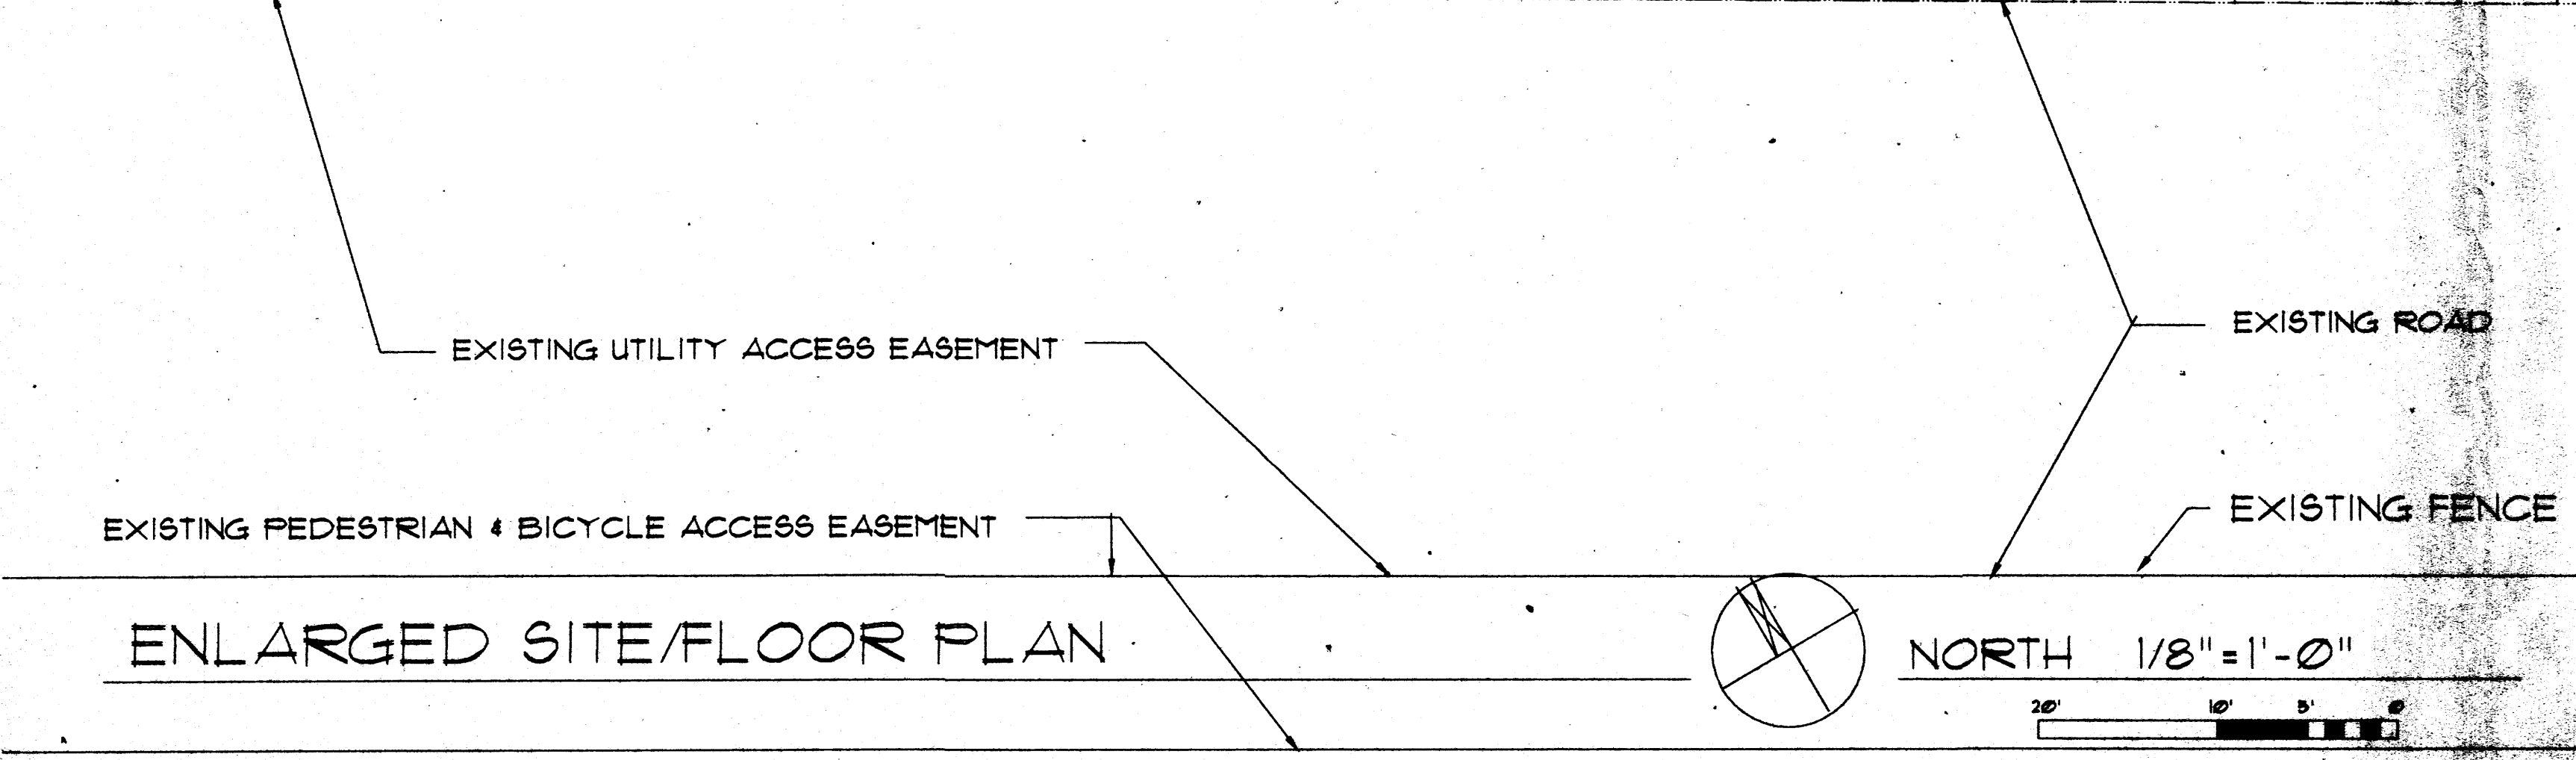 EXISTING UTILITY ACCESS EASEMENT
EXISTING ROAD
EXISTING PEDESTRIAN & BICYCLE ACCESS EASEMENT
EXISTING FENCE
ENLARGED SITE/FLOOR PLAN
NORTH 1/8"=1'-0"
20' 10' 5' 0